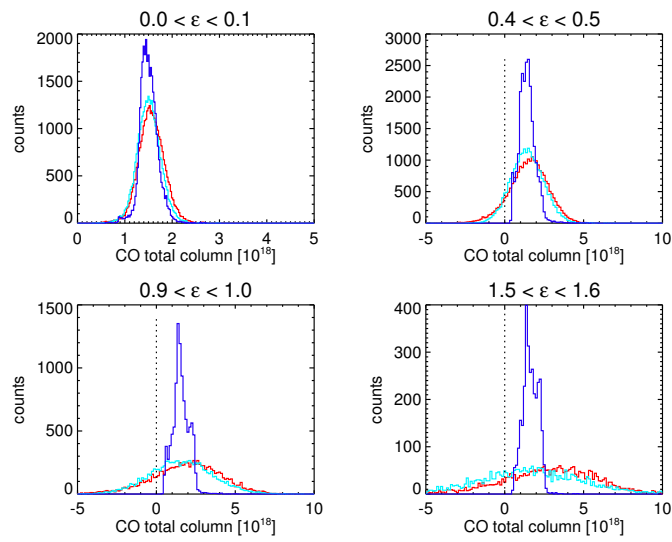 0.0 < ε < 0.1
counts
2000
1500
1000
500
0
0 1 2 3 4 5
CO total column [10^18]
0.4 < ε < 0.5
counts
3000
2500
2000
1500
1000
500
0
-5 0 5 10
CO total column [10^18]
0.9 < ε < 1.0
counts
1500
1000
500
0
-5 0 5 10
CO total column [10^18]
1.5 < ε < 1.6
counts
400
300
200
100
0
-5 0 5 10
CO total column [10^18]